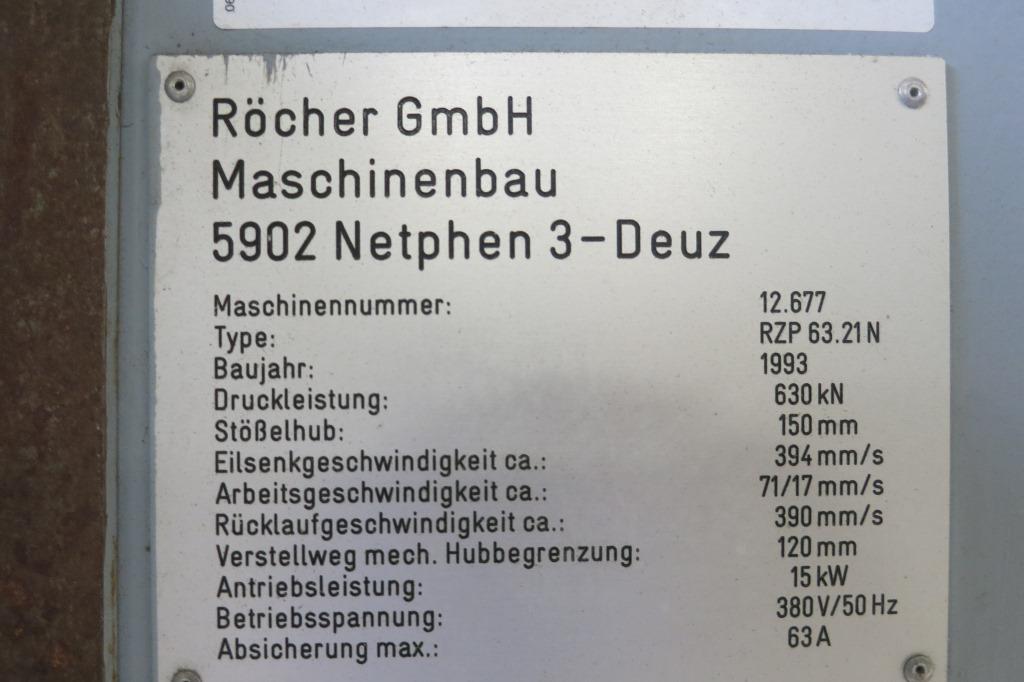 Röcher GmbH
Maschinenbau
5902 Netphen 3-Deuz
Maschinennummer: 12.677
Type: RZP 63.21 N
Baujahr: 1993
Druckleistung: 630 kN
Stößelhub: 150 mm
Eilsenkgeschwindigkeit ca.: 394 mm/s
Arbeitsgeschwindigkeit ca.: 71/17 mm/s
Rücklaufgeschwindigkeit ca.: 390 mm/s
Verstellweg mech. Hubbegrenzung: 120 mm
Antriebsleistung: 15 kW
Betriebsspannung: 380 V/50 Hz
Absicherung max.: 63 A